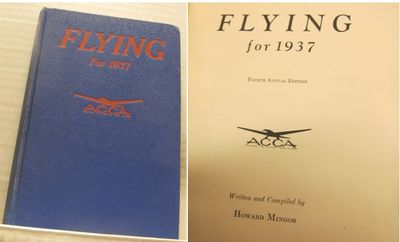 FLYING
For 1937
ACCA
FLYING
for 1937
FOURTH ANNUAL EDITION
ACCA
Written and Compiled by
HOWARD MINGOS